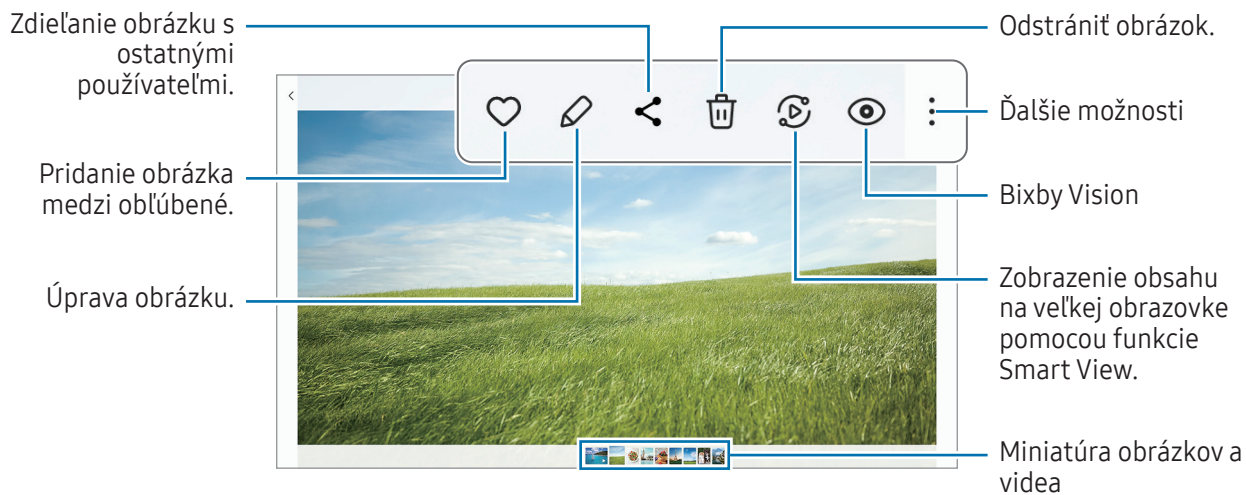 Zdieľanie obrázku s
ostatnými
používateľmi.
Pridanie obrázka
medzi obľúbené.
Úprava obrázku.
Odstrániť obrázok.
Ďalšie možnosti
Bixby Vision
Zobrazenie obsahu
na veľkej obrazovke
pomocou funkcie
Smart View.
Miniatúra obrázkov a
videa